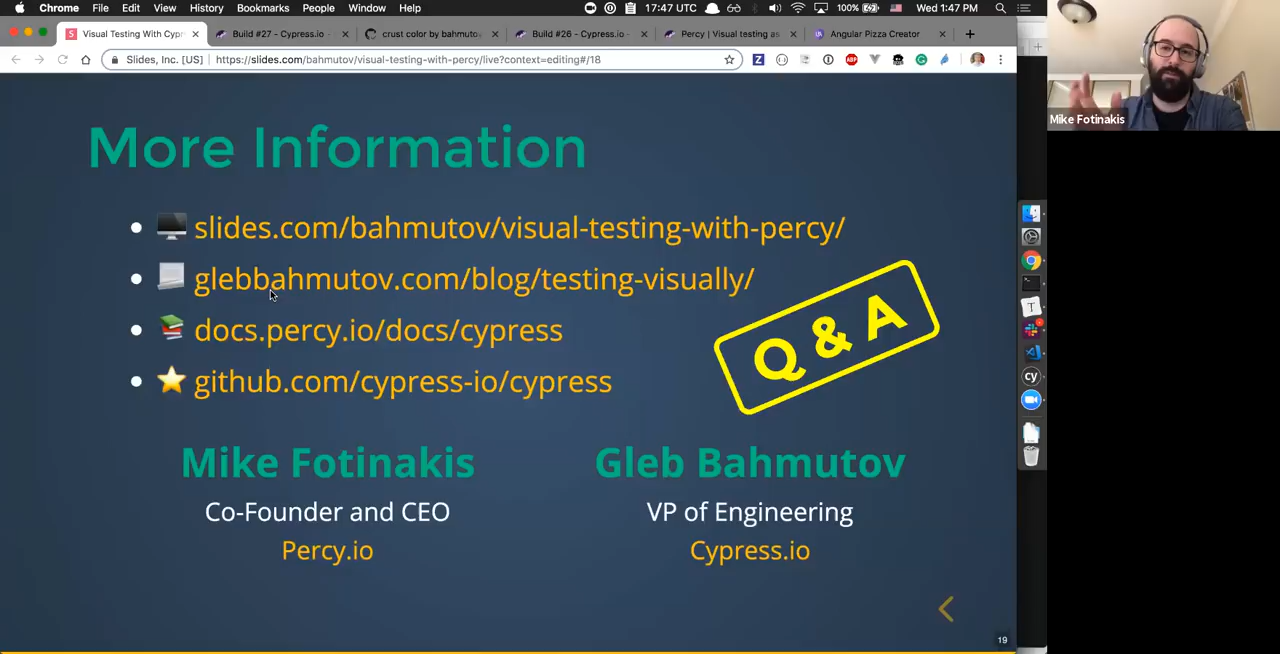 Chrome File Edit View History Bookmarks People Window Help 17:47 UTC 100% Wed 1:47 PM
Visual Testing With Cypr Build #27 - Cypress.io - crust color by bahmutov Build #26 - Cypress.io - Percy | Visual testing as Angular Pizza Creator
Slides, Inc. [US] https://slides.com/bahmutov/visual-testing-with-percy/live?context=editing#/18
More Information
slides.com/bahmutov/visual-testing-with-percy/
glebbahmutov.com/blog/testing-visually/
docs.percy.io/docs/cypress
github.com/cypress-io/cypress
Q & A
Mike Fotinakis
Co-Founder and CEO
Percy.io
Gleb Bahmutov
VP of Engineering
Cypress.io
19
Mike Fotinakis